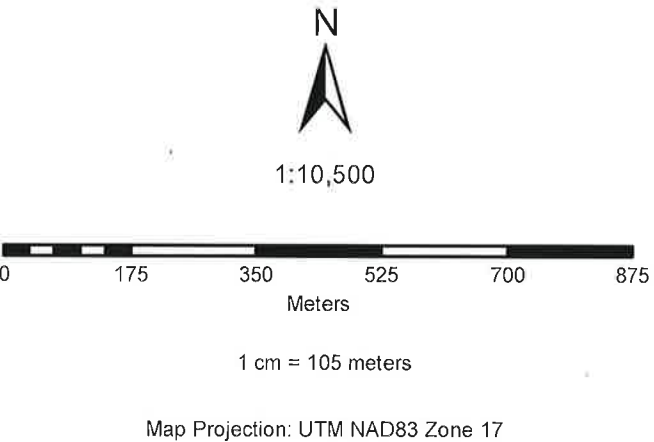 N
1:10,500
0 175 350 525 700 875
Meters
1 cm = 105 meters
Map Projection: UTM NAD83 Zone 17